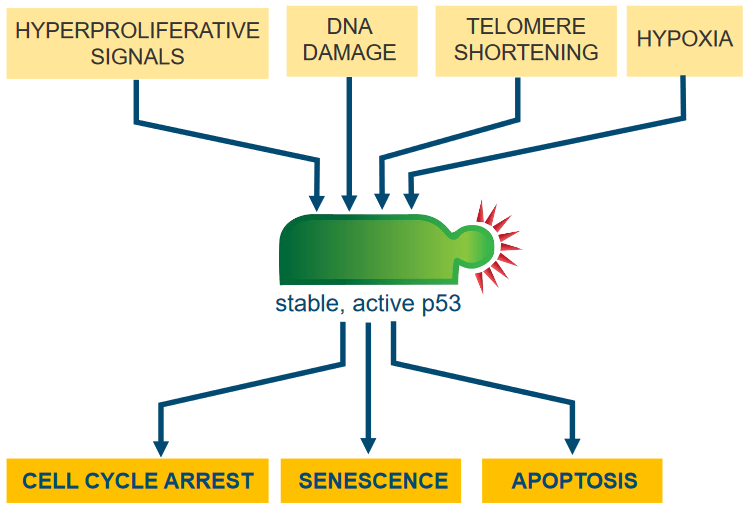 HYPERPROLIFERATIVE
SIGNALS
DNA
DAMAGE
TELOMERE
SHORTENING
HYPOXIA
stable, active p53
CELL CYCLE ARREST
SENESCENCE
APOPTOSIS